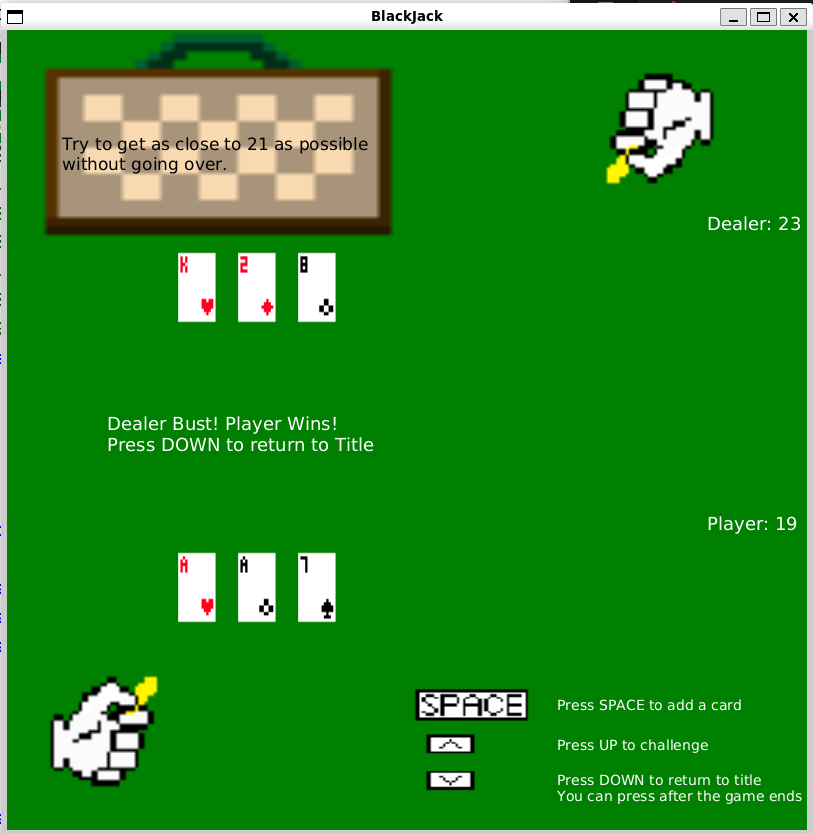 BlackJack
Try to get as close to 21 as possible
without going over.
Dealer: 23
K 2 8
Dealer Bust! Player Wins!
Press DOWN to return to Title
Player: 19
A A 7
SPACE Press SPACE to add a card
Press UP to challenge
Press DOWN to return to title
You can press after the game ends